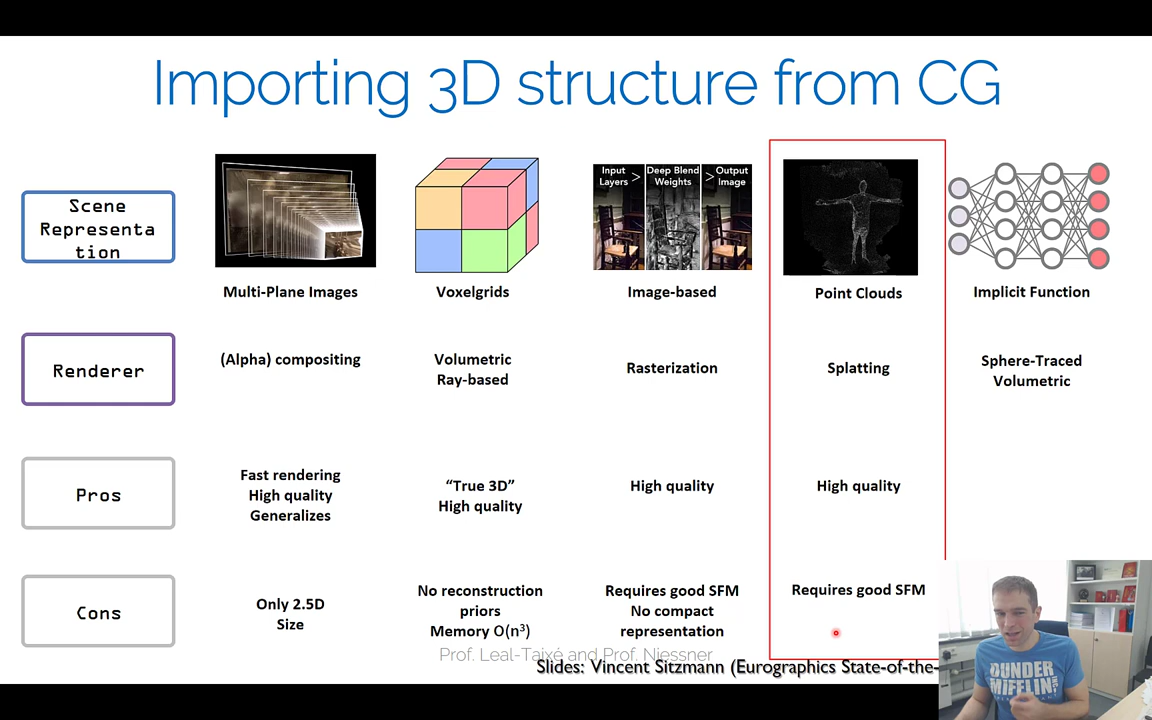 Importing 3D structure from CG
Scene
Representa
tion
Input
Layers >
Deep Blend
Weights
> Output
Image
Multi-Plane Images
Voxelgrids
Image-based
Point Clouds
Implicit Function
Renderer
(Alpha) compositing
Volumetric
Ray-based
Rasterization
Splatting
Sphere-Traced
Volumetric
Pros
Fast rendering
High quality
Generalizes
“True 3D”
High quality
High quality
High quality
Cons
Only 2.5D
Size
No reconstruction
priors
Memory O(n³)
Requires good SFM
No compact
representation
Requires good SFM
Prof. Leal-Taixé and Prof. Niessner
Slides: Vincent Sitzmann (Eurographics State-of-the-
DUNDER
MIFFLIN